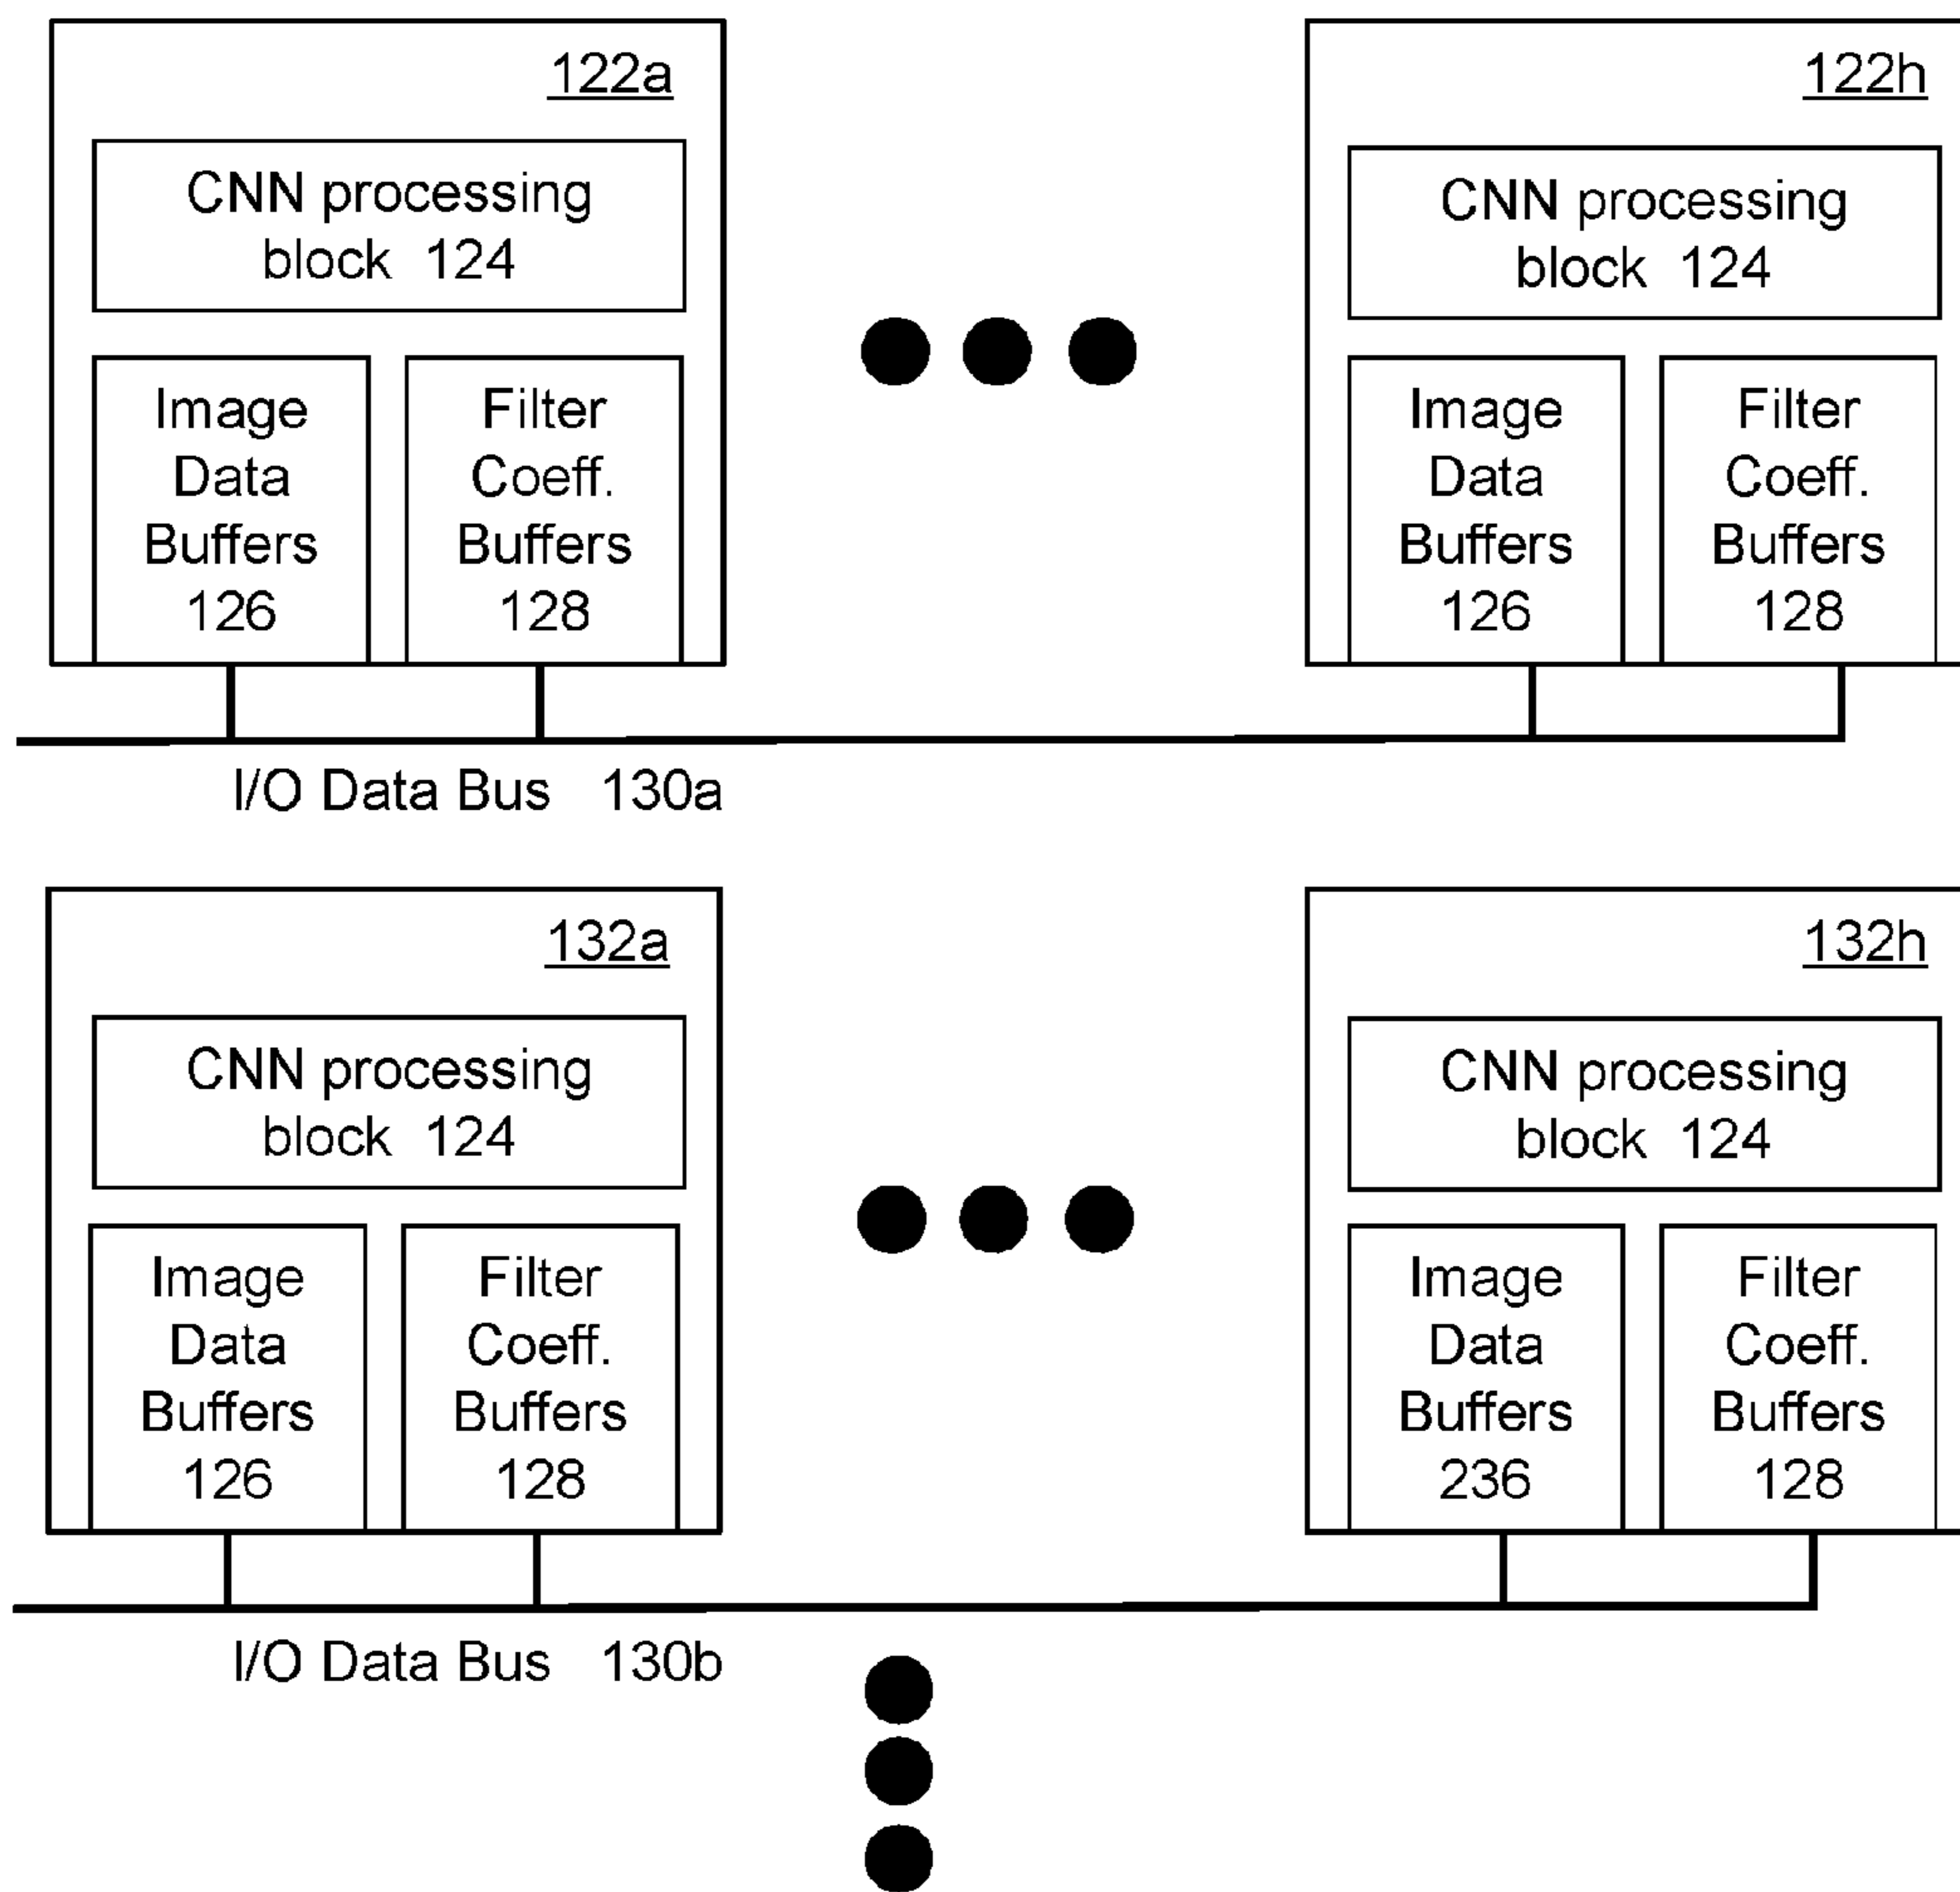 122a
CNN processing
block 124
Image
Data
Buffers
126
Filter
Coeff.
Buffers
128
122h
CNN processing
block 124
Image
Data
Buffers
126
Filter
Coeff.
Buffers
128
I/O Data Bus 130a
132a
CNN processing
block 124
Image
Data
Buffers
126
Filter
Coeff.
Buffers
128
132h
CNN processing
block 124
Image
Data
Buffers
236
Filter
Coeff.
Buffers
128
I/O Data Bus 130b